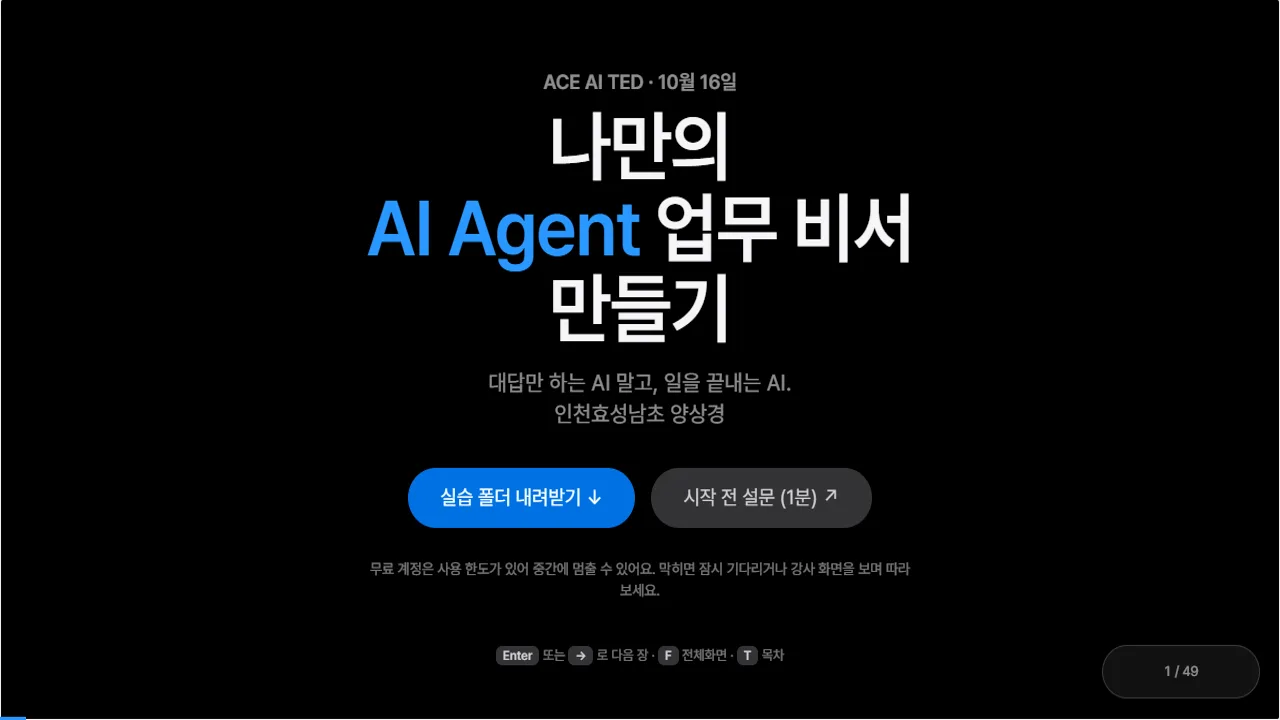 ACE AI TED · 10월 16일
나만의
AI Agent 업무 비서
만들기
대답만 하는 AI 말고, 일을 끝내는 AI.
인천효성남초 양상경
실습 폴더 내려받기 ↓
시작 전 설문 (1분) ↗
무료 계정은 사용 한도가 있어 중간에 멈출 수 있어요. 막히면 잠시 기다리거나 강사 화면을 보며 따라
보세요.
Enter 또는 → 로 다음 장 · F 전체화면 · T 목차
1 / 49